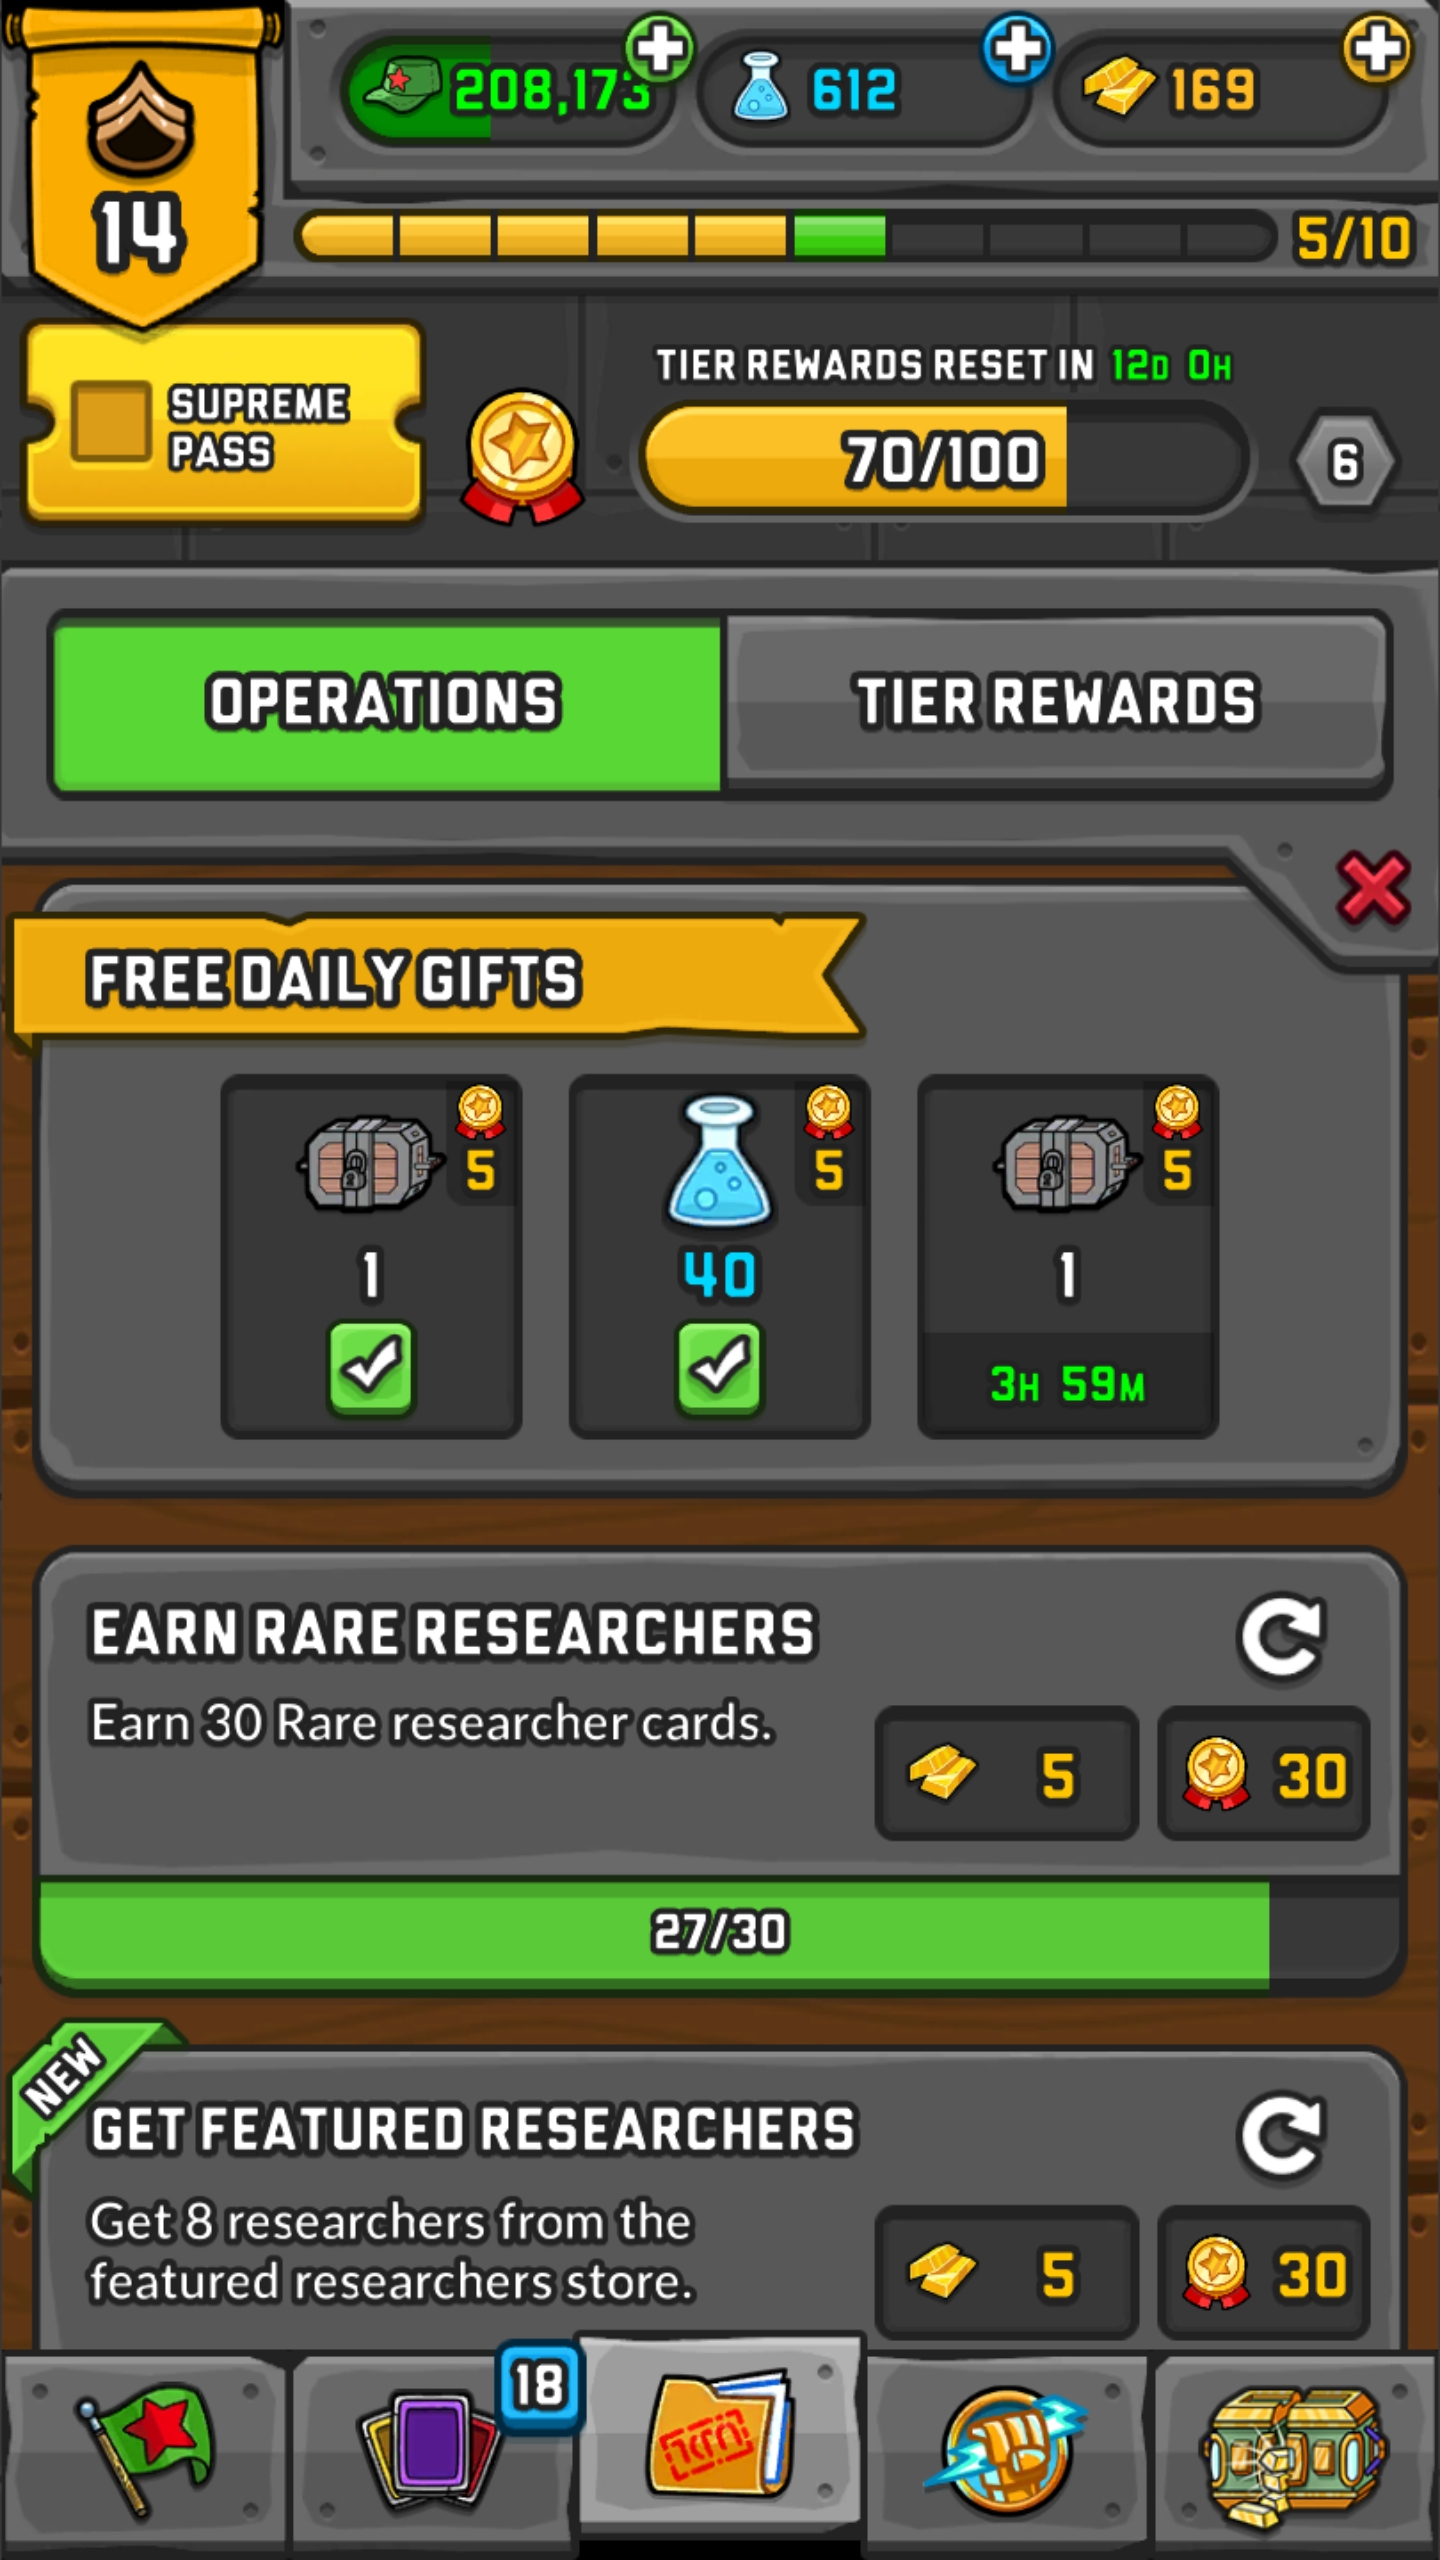 208,173
612
169
14
5/10
SUPREME
PASS
TIER REWARDS RESET IN 12D 0H
70/100
6
OPERATIONS
TIER REWARDS
FREE DAILY GIFTS
5
5
5
1
40
1
3H 59M
EARN RARE RESEARCHERS
Earn 30 Rare researcher cards.
5
30
27/30
NEW
GET FEATURED RESEARCHERS
Get 8 researchers from the
featured researchers store.
5
30
18